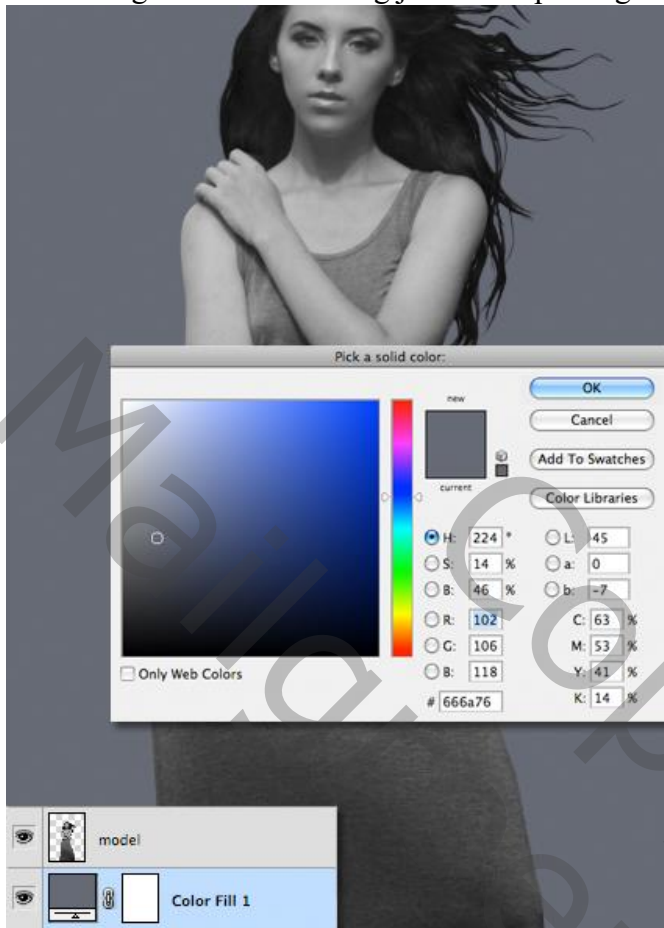 Pick a solid color:
new
current
OK
Cancel
Add To Swatches
Color Libraries
H: 224 °
S: 14 %
B: 46 %
R: 102
G: 106
B: 118
# 666a76
L: 45
a: 0
b: -7
C: 63 %
M: 53 %
Y: 41 %
K: 14 %
Only Web Colors
model
Color Fill 1